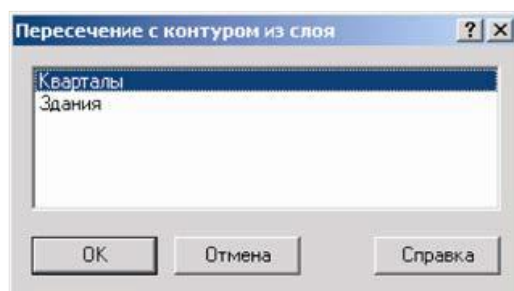 Пересечение с контуром из слоя
Кварталы
Здания
OK Отмена Справка